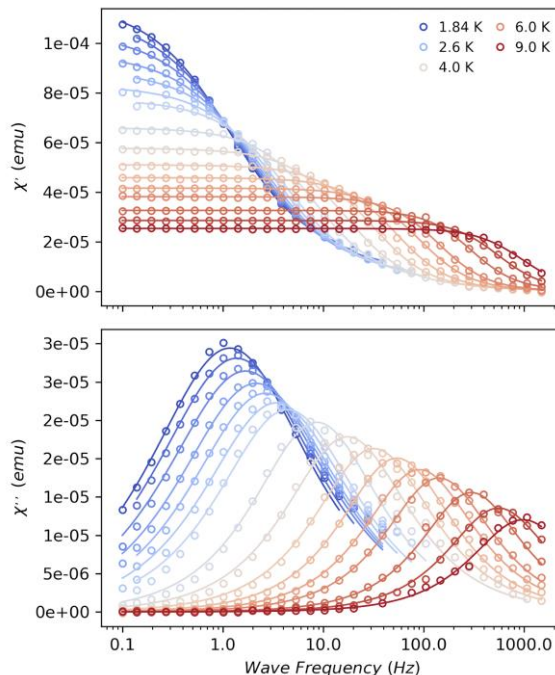 1e-04
8e-05
6e-05
4e-05
2e-05
0e+00
χ' (emu)
1.84 K
2.6 K
4.0 K
6.0 K
9.0 K
3e-05
3e-05
2e-05
2e-05
1e-05
1e-05
5e-06
0e+00
χ'' (emu)
0.1 1.0 10.0 100.0 1000.0
Wave Frequency (Hz)